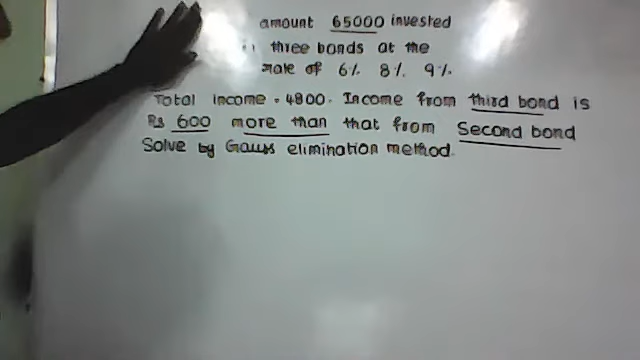 amount 65000 invested
three bonds at the
rate of 6% 8% 9%
Total income = 4800. Income from third bond is
Rs 600 more than that from Second bond
Solve by Gauss elimination method.